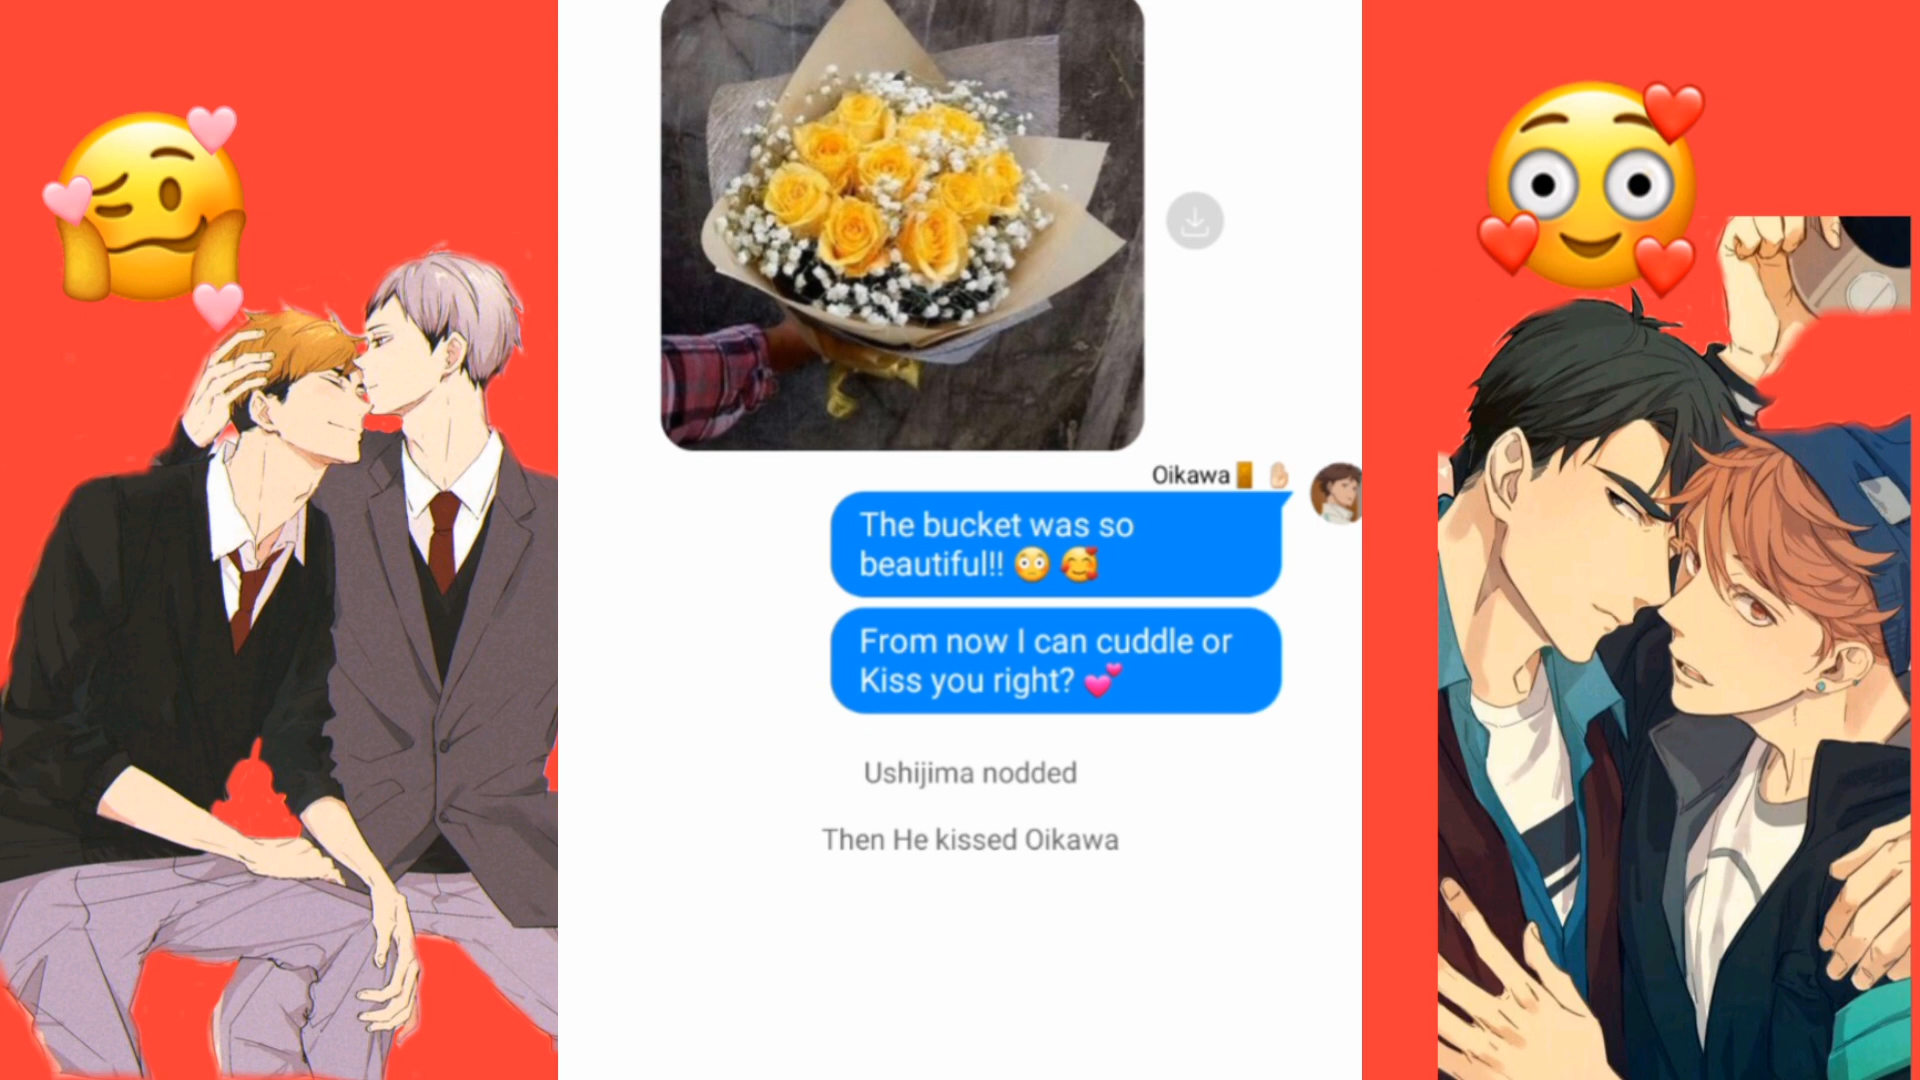 Oikawa🚪✋🏻
The bucket was so
beautiful!! 😳 🥰
From now I can cuddle or
Kiss you right? 💕
Ushijima nodded
Then He kissed Oikawa